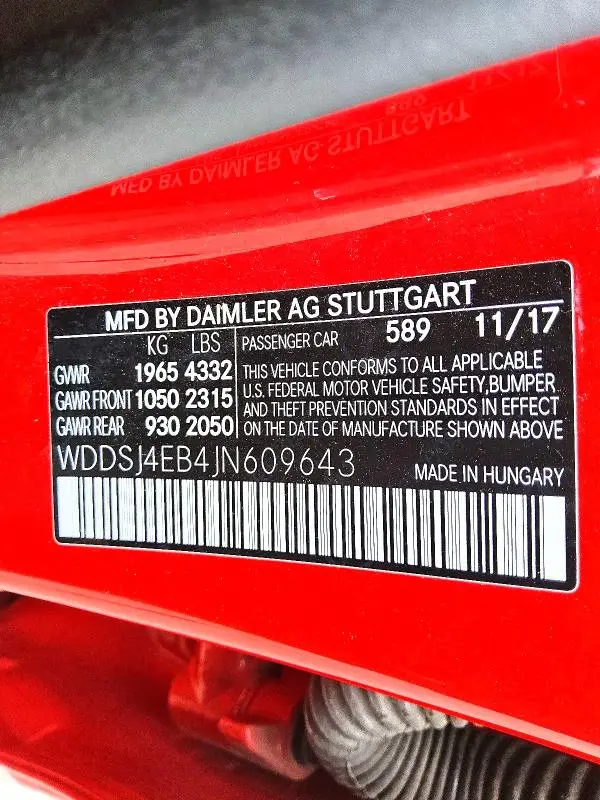 MFD BY DAIMLER AG STUTTGART
KG LBS
GVWR 1965 4332
GAWR FRONT 1050 2315
GAWR REAR 930 2050
PASSENGER CAR 589 11/17
THIS VEHICLE CONFORMS TO ALL APPLICABLE
U.S. FEDERAL MOTOR VEHICLE SAFETY,BUMPER
AND THEFT PREVENTION STANDARDS IN EFFECT
ON THE DATE OF MANUFACTURE SHOWN ABOVE
WDDSJ4EB4JN609643
MADE IN HUNGARY